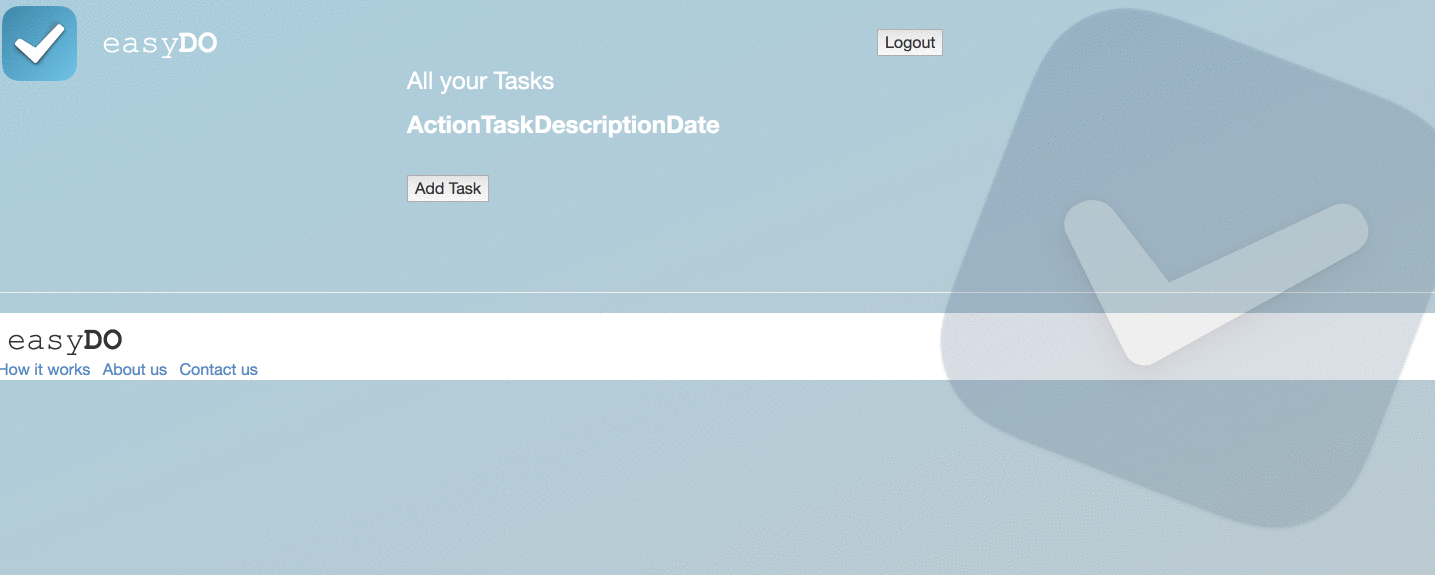 easyDO
Logout
All your Tasks
ActionTaskDescriptionDate
Add Task
easyDO
How it works About us Contact us